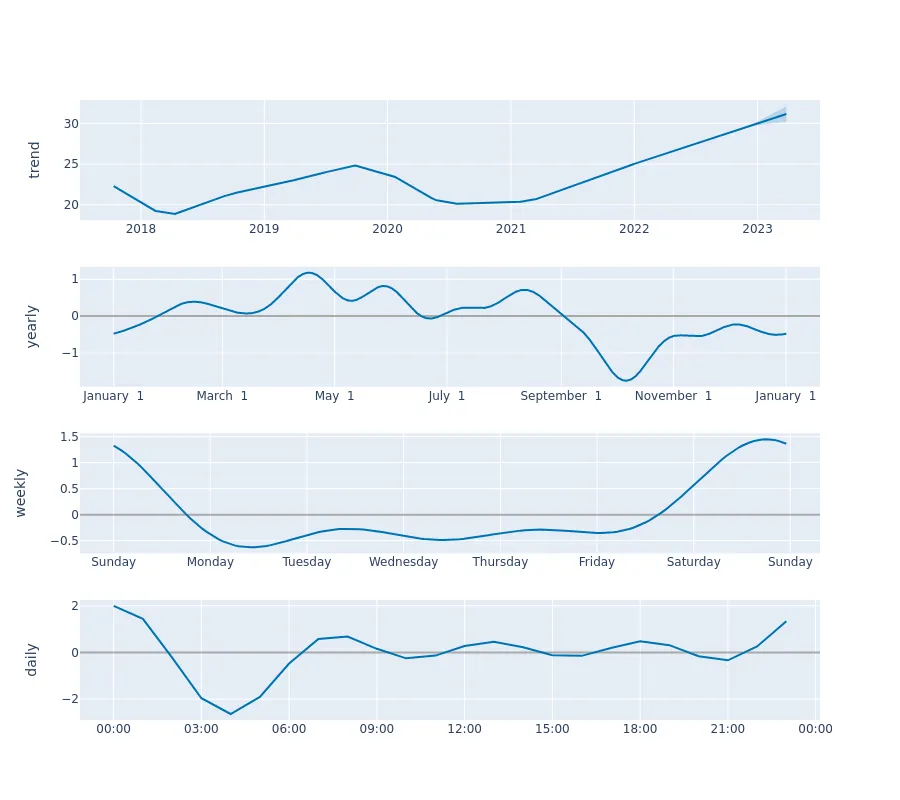 trend
30
25
20
2018 2019 2020 2021 2022 2023
yearly
1
0
−1
January 1 March 1 May 1 July 1 September 1 November 1 January 1
weekly
1.5
1
0.5
0
−0.5
Sunday Monday Tuesday Wednesday Thursday Friday Saturday Sunday
daily
2
0
−2
00:00 03:00 06:00 09:00 12:00 15:00 18:00 21:00 00:00